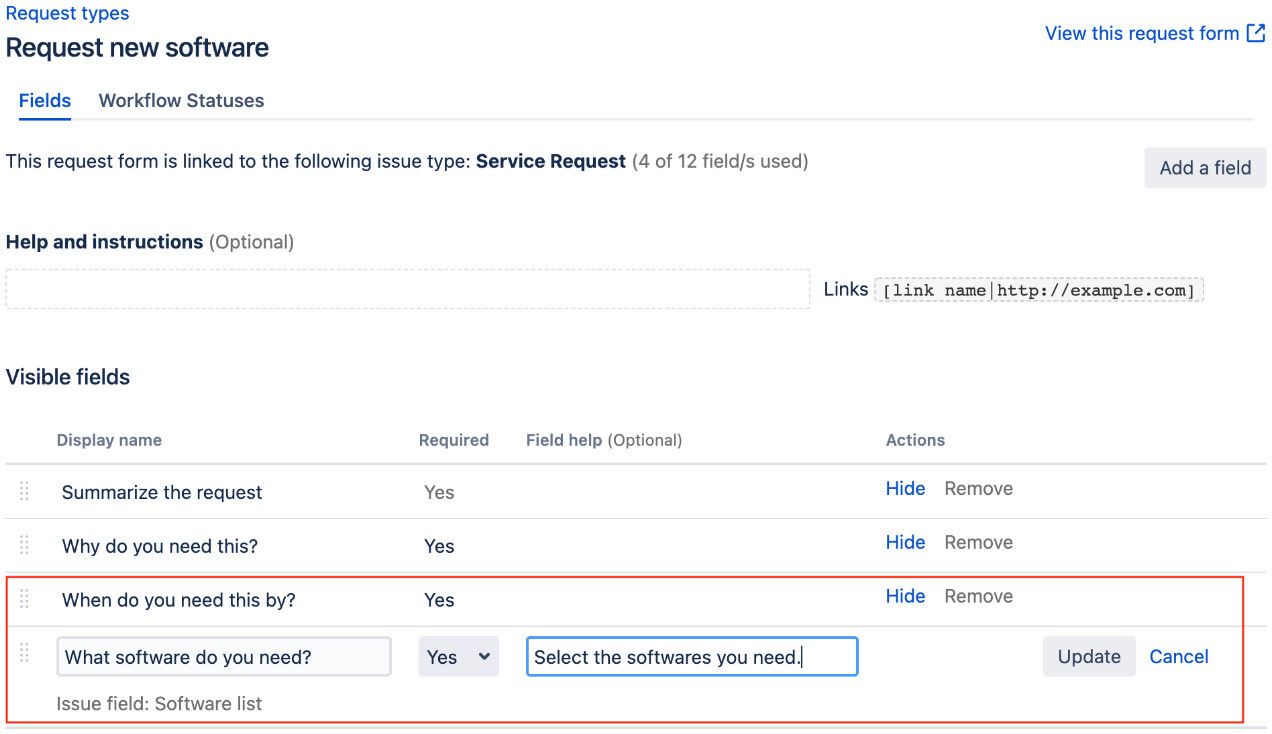 Request types
Request new software
View this request form
Fields Workflow Statuses
This request form is linked to the following issue type: Service Request (4 of 12 field/s used)
Add a field
Help and instructions (Optional)
Links [link name|http://example.com]
Visible fields
Display name Required Field help (Optional) Actions
Summarize the request Yes Hide Remove
Why do you need this? Yes Hide Remove
When do you need this by? Yes Hide Remove
What software do you need? Yes Select the softwares you need. Update Cancel
Issue field: Software list